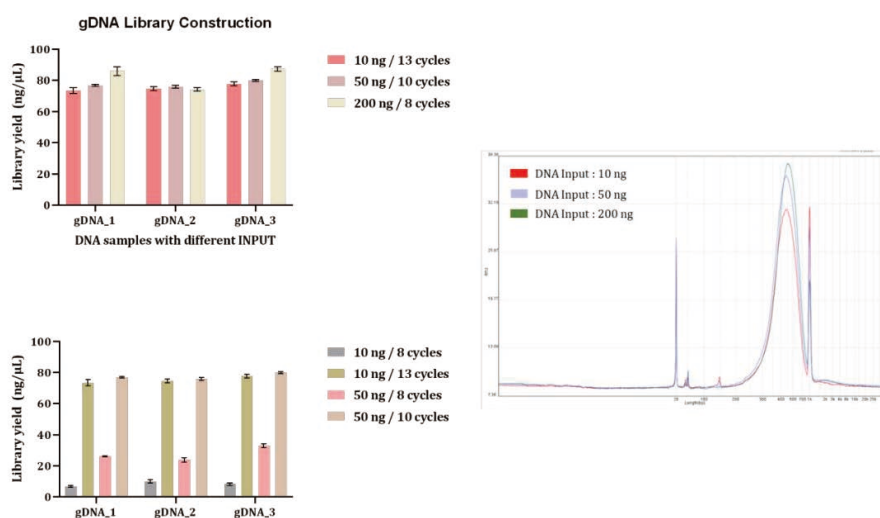 gDNA Library Construction
Library yield (ng/μL)
100
80
60
40
20
0
gDNA_1
gDNA_2
gDNA_3
DNA samples with different INPUT
10 ng / 13 cycles
50 ng / 10 cycles
200 ng / 8 cycles
DNA Input : 10 ng
DNA Input : 50 ng
DNA Input : 200 ng
Library yield (ng/μL)
100
80
60
40
20
0
gDNA_1
gDNA_2
gDNA_3
10 ng / 8 cycles
10 ng / 13 cycles
50 ng / 8 cycles
50 ng / 10 cycles